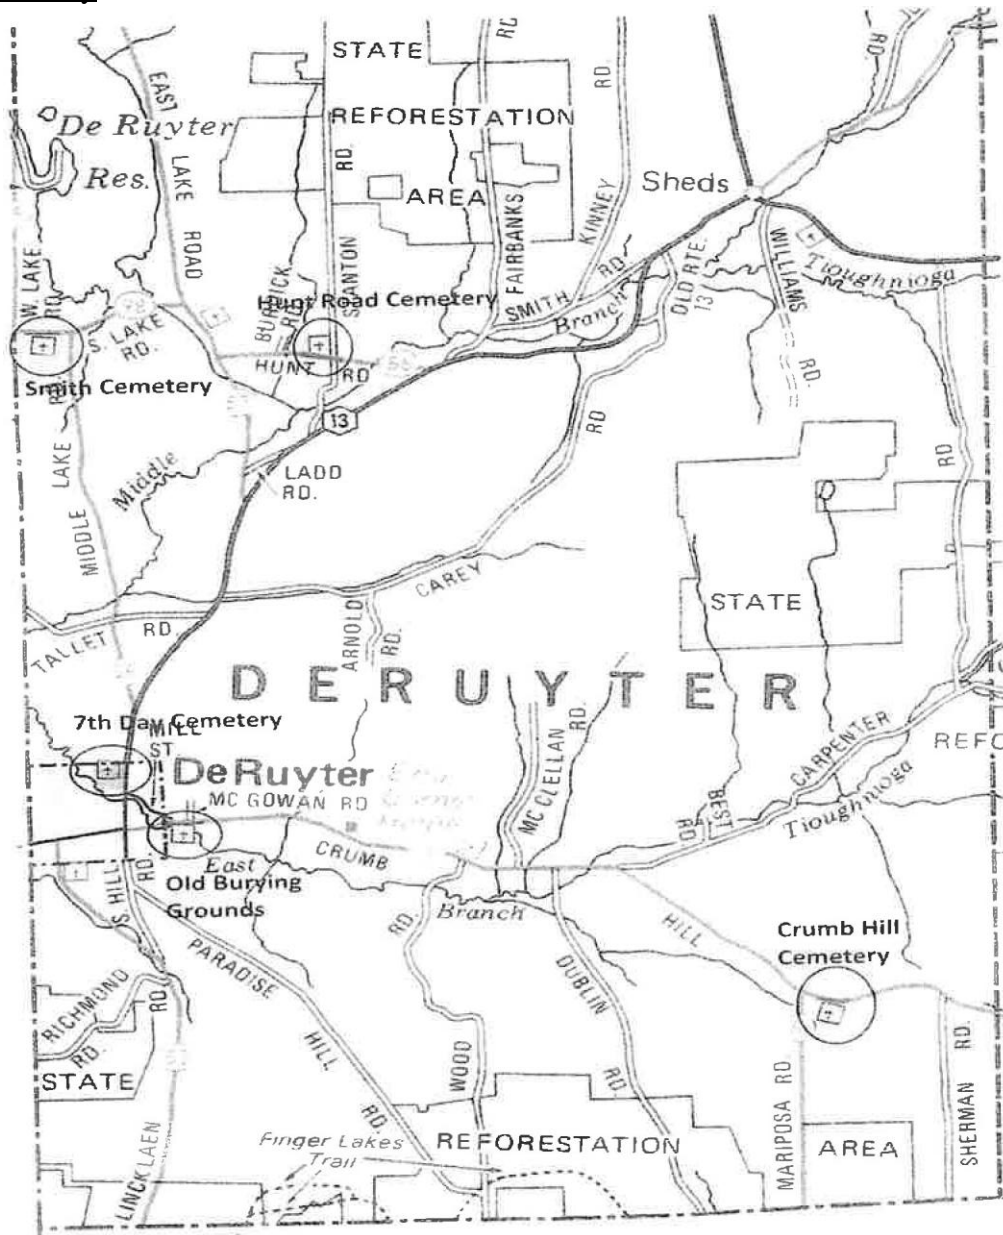 STATE
REFORESTATION
AREA
De Ruyter
Res.
EAST
LAKE
ROAD
RD.
RD.
RD
KINNEY
RD.
FAIRBANKS
Sheds
WILLIAMS
RD.
Tioughnioga
SMITH RD
Branch
OLD RTE.
13
W. LAKE
RD
S. LAKE
RD.
Smith Cemetery
Hunt Road Cemetery
HUNT RD
13
LADD
RD.
Middle
MIDDLE LAKE
RD
CAREY
RD
RD
STATE
TALLET RD.
ARNOLD
RD.
DERUYTER
7th Day Cemetery
MILL
ST
DeRuyter
MC GOWAN RD
CRUMB
MCCLELLAN
RD.
BEST
RD
CARPENTER
Tioughnioga
East
Branch
Old Burying
Grounds
S. HILL
RD.
PARADISE
HILL
RD.
RD.
WOOD
DUBLIN
RD.
HILL
Crumb Hill
Cemetery
RICHMOND
RD.
RD.
STATE
LINCKLAEN
Finger Lakes
Trail
REFORESTATION
AREA
MARIPOSA RD.
SHERMAN RD.